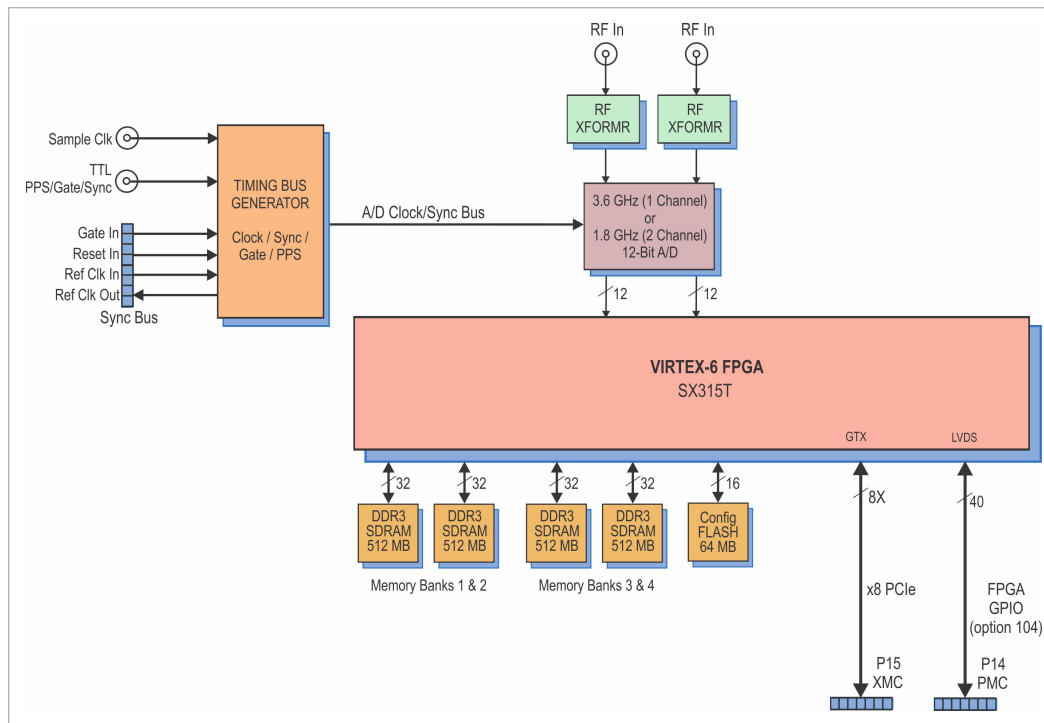 RF In
RF In
RF
XFORMR
RF
XFORMR
Sample Clk
TTL
PPS/Gate/Sync
TIMING BUS
GENERATOR
Clock / Sync /
Gate / PPS
Gate In
Reset In
Ref Clk In
Ref Clk Out
Sync Bus
A/D Clock/Sync Bus
3.6 GHz (1 Channel)
or
1.8 GHz (2 Channel)
12-Bit A/D
12
12
VIRTEX-6 FPGA
SX315T
GTX
LVDS
32
32
32
32
16
8X
40
DDR3
SDRAM
512 MB
DDR3
SDRAM
512 MB
DDR3
SDRAM
512 MB
DDR3
SDRAM
512 MB
Config
FLASH
64 MB
Memory Banks 1 & 2
Memory Banks 3 & 4
x8 PCIe
FPGA
GPIO
(option 104)
P15
XMC
P14
PMC